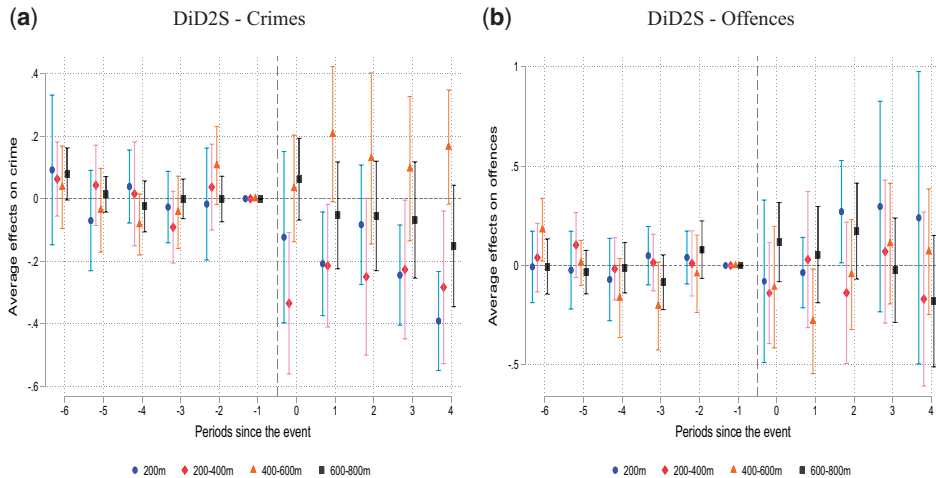 (a) DiD2S - Crimes
Average effects on crime
.4
.2
0
-.2
-.4
-.6
-6 -5 -4 -3 -2 -1 0 1 2 3 4
Periods since the event
200m 200-400m 400-600m 600-800m
(b) DiD2S - Offences
Average effects on offences
1
.5
0
-.5
-6 -5 -4 -3 -2 -1 0 1 2 3 4
Periods since the event
200m 200-400m 400-600m 600-800m